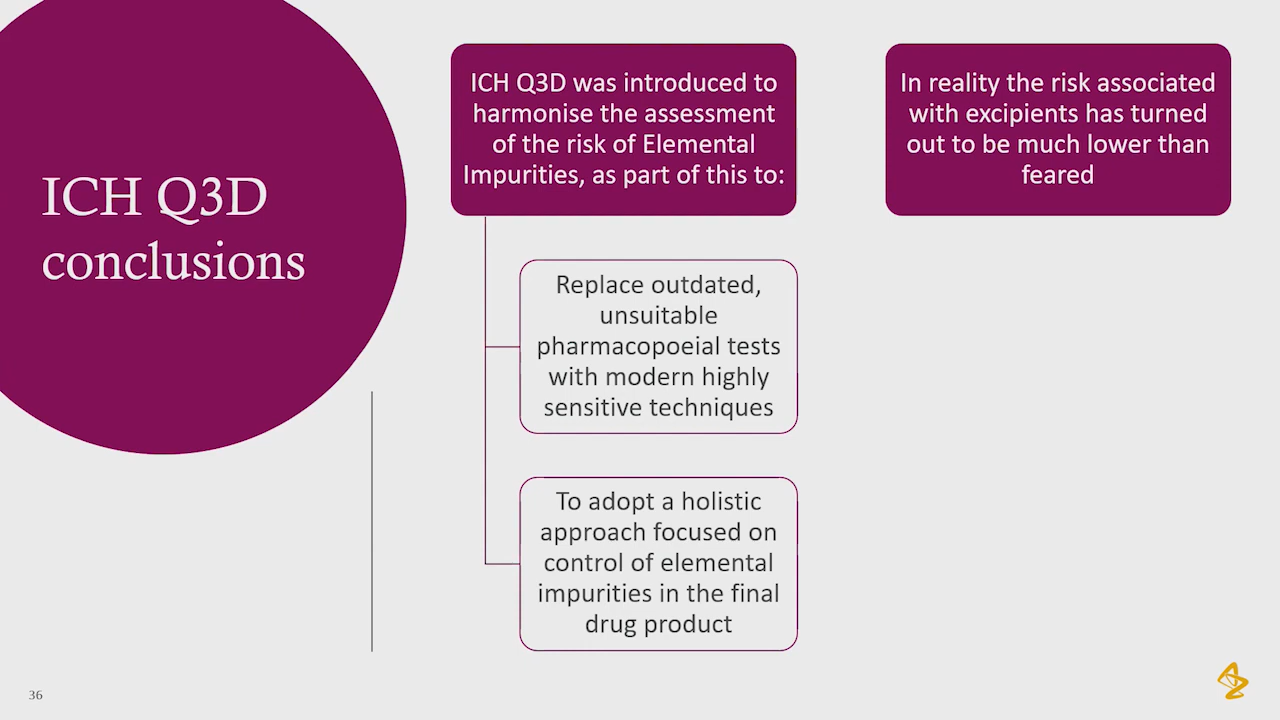 ICH Q3D
conclusions
ICH Q3D was introduced to
harmonise the assessment
of the risk of Elemental
Impurities, as part of this to:
Replace outdated,
unsuitable
pharmacopoeial tests
with modern highly
sensitive techniques
To adopt a holistic
approach focused on
control of elemental
impurities in the final
drug product
In reality the risk associated
with excipients has turned
out to be much lower than
feared
36